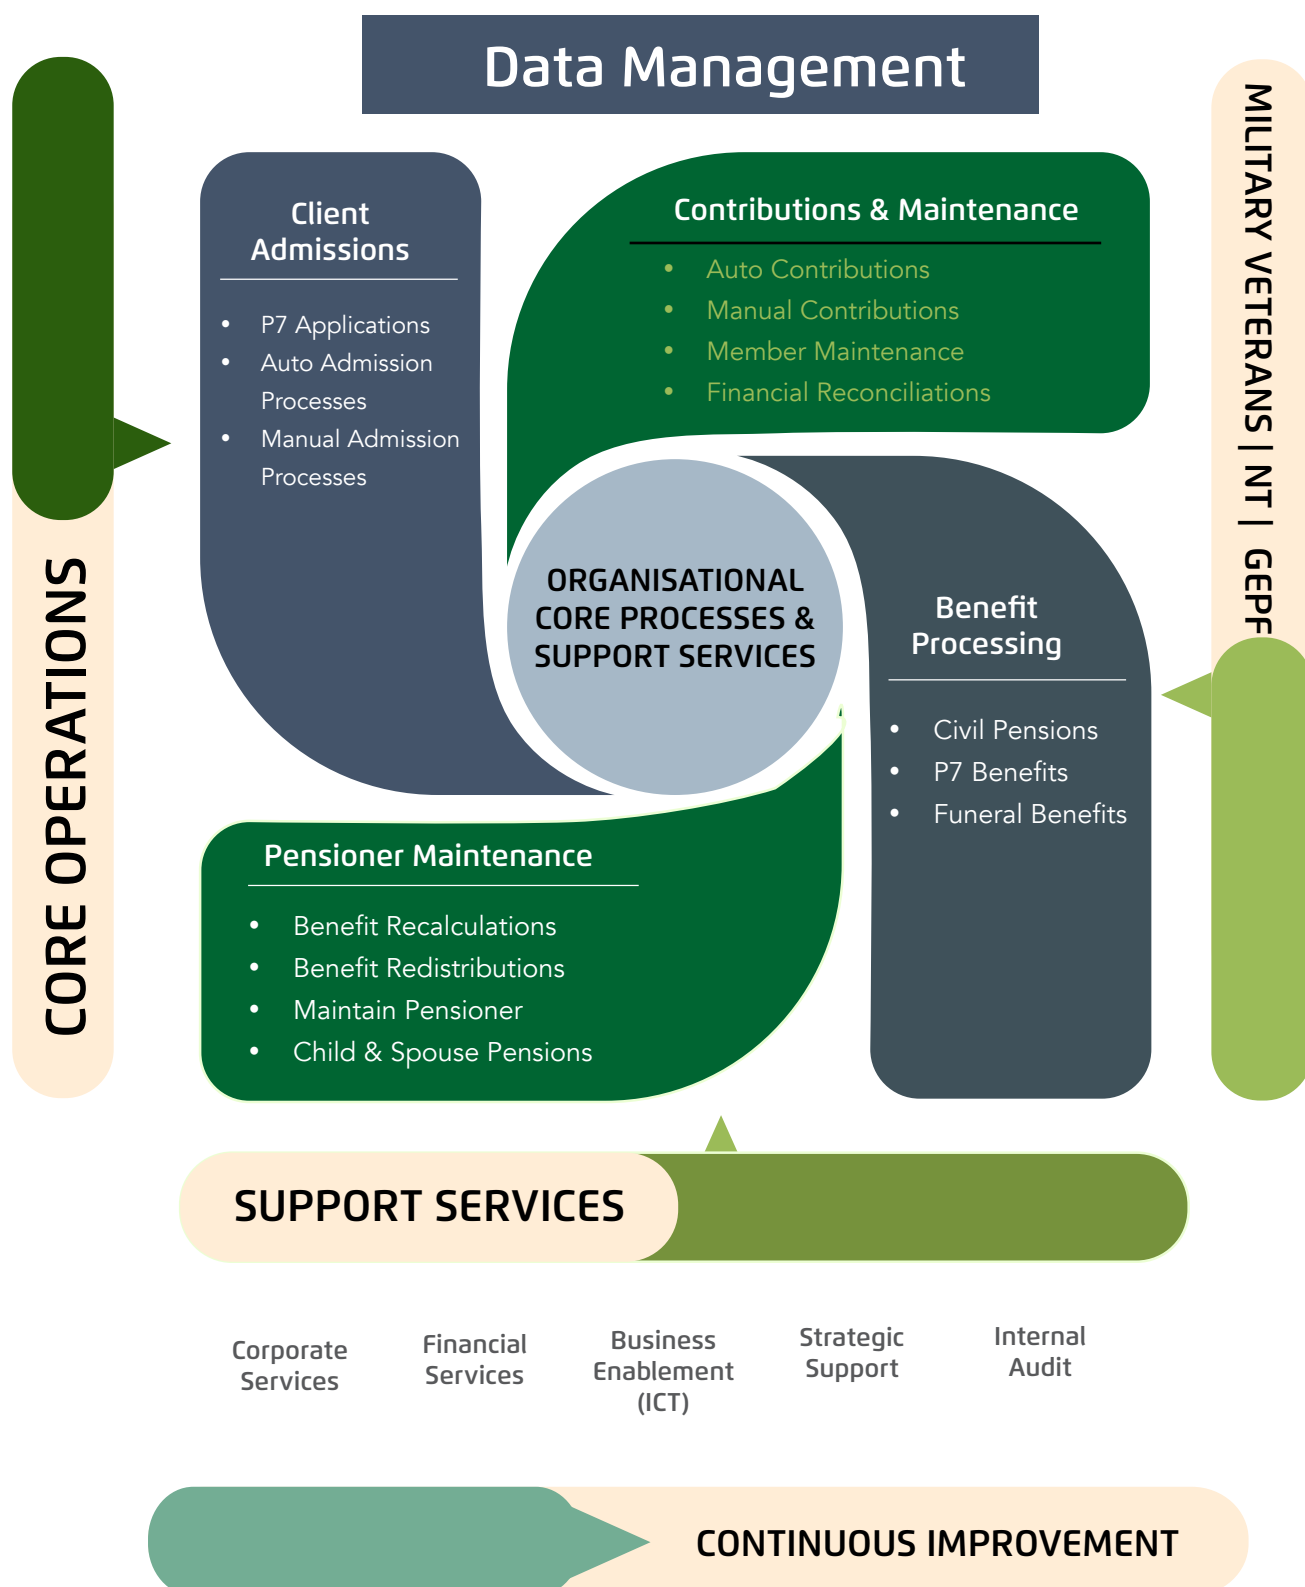 Data Management
Client
Admissions
• P7 Applications
• Auto Admission
Processes
• Manual Admission
Processes
Contributions & Maintenance
• Auto Contributions
• Manual Contributions
• Member Maintenance
• Financial Reconciliations
ORGANISATIONAL
CORE PROCESSES &
SUPPORT SERVICES
Benefit
Processing
• Civil Pensions
• P7 Benefits
• Funeral Benefits
Pensioner Maintenance
• Benefit Recalculations
• Benefit Redistributions
• Maintain Pensioner
• Child & Spouse Pensions
CORE OPERATIONS
MILITARY VETERANS | NT | GEPF
SUPPORT SERVICES
Corporate
Services
Financial
Services
Business
Enablement
(ICT)
Strategic
Support
Internal
Audit
CONTINUOUS IMPROVEMENT